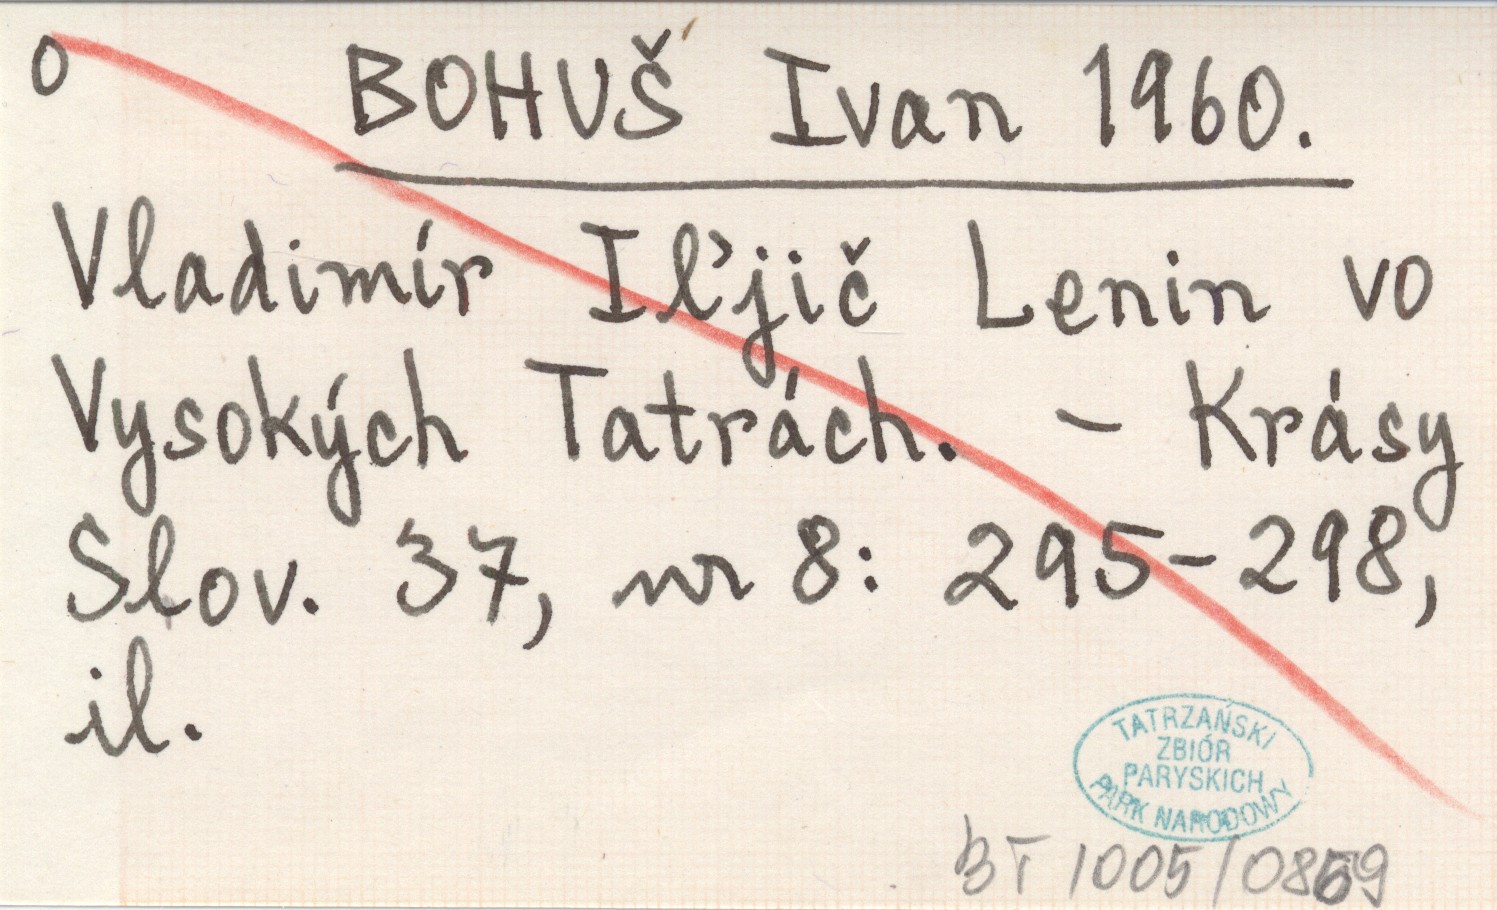 o BOHUŠ Ivan 1960.
Vladimír Iľjič Lenin vo
Vysokých Tatrách. – Krásy
Slov. 37, nr 8: 295–298,
il.
TATRZAŃSKI
ZBIÓR
PARYSKICH
PARK NARODOWY
BT 1005/0869